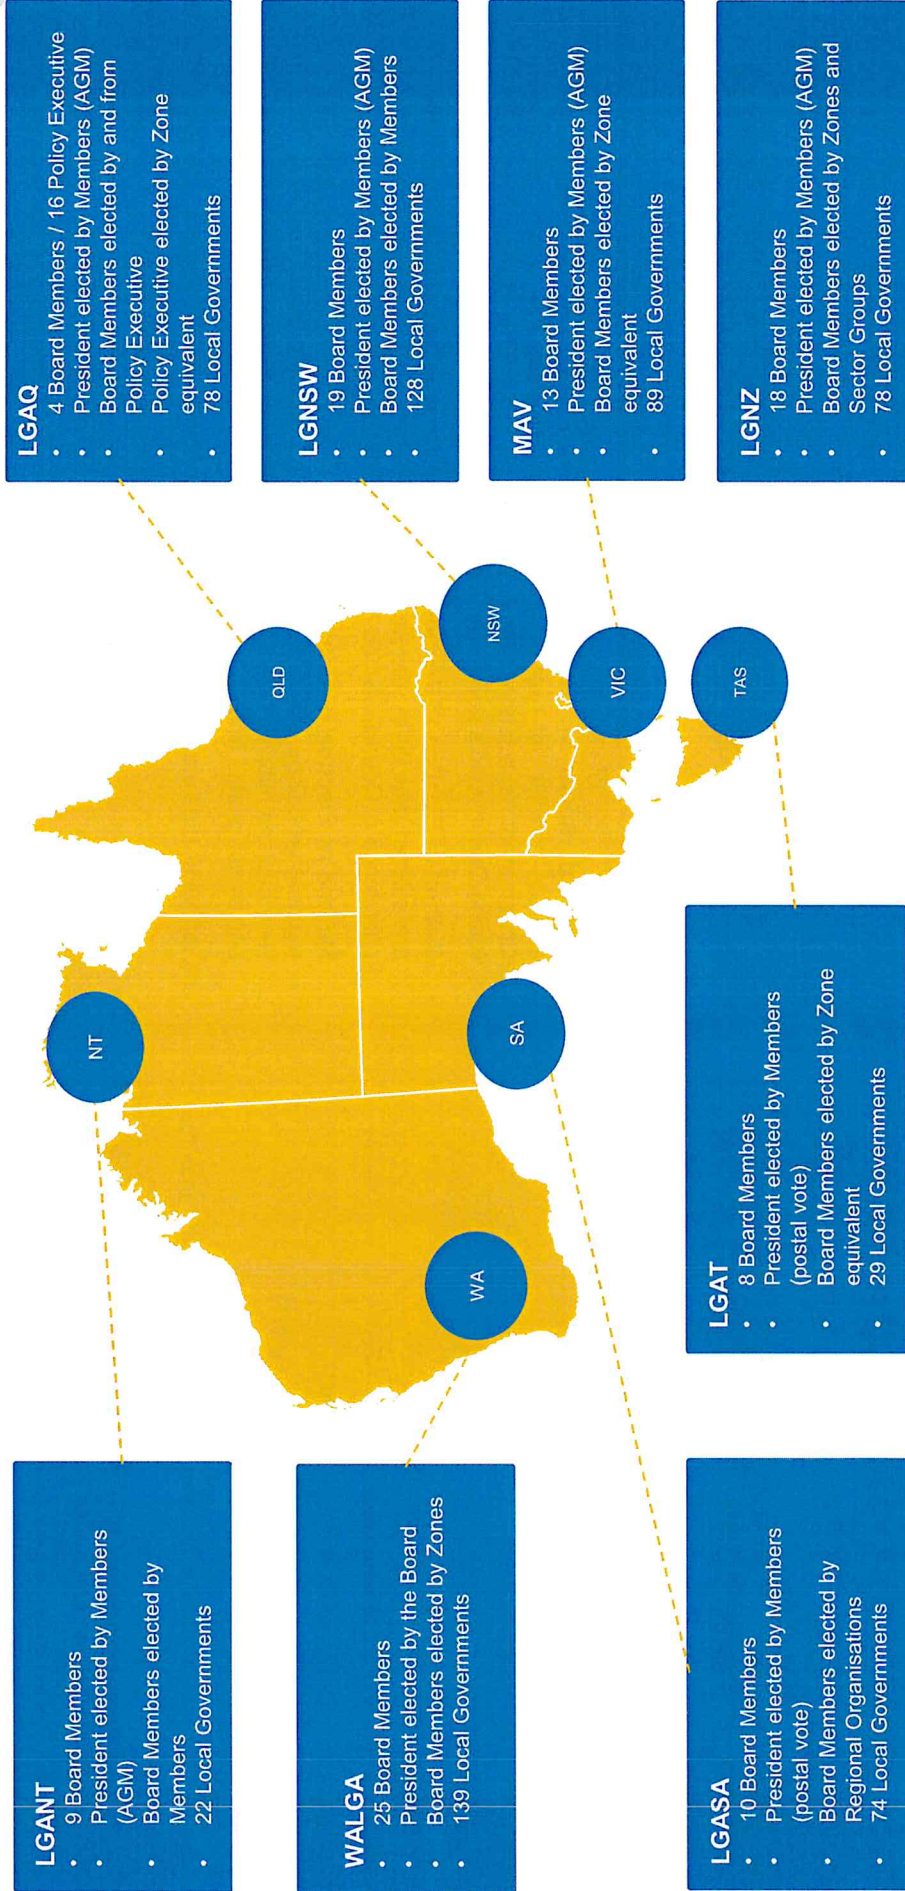 LGANT
• 9 Board Members
• President elected by Members
(AGM)
• Board Members elected by
Members
• 22 Local Governments
WALGA
• 25 Board Members
• President elected by the Board
• Board Members elected by Zones
• 139 Local Governments
LGASA
• 10 Board Members
• President elected by Members
(postal vote)
• Board Members elected by
Regional Organisations
• 74 Local Governments
LGAT
• 8 Board Members
• President elected by Members
(postal vote)
• Board Members elected by Zone
equivalent
• 29 Local Governments
NT
WA
SA
QLD
NSW
VIC
TAS
LGAQ
• 4 Board Members / 16 Policy Executive
• President elected by Members (AGM)
• Board Members elected by and from
Policy Executive
• Policy Executive elected by Zone
equivalent
• 78 Local Governments
LGNSW
• 19 Board Members
• President elected by Members (AGM)
• Board Members elected by Members
• 128 Local Governments
MAV
• 13 Board Members
• President elected by Members (AGM)
• Board Members elected by Zone
equivalent
• 89 Local Governments
LGNZ
• 18 Board Members
• President elected by Members (AGM)
• Board Members elected by Zones and
Sector Groups
• 78 Local Governments